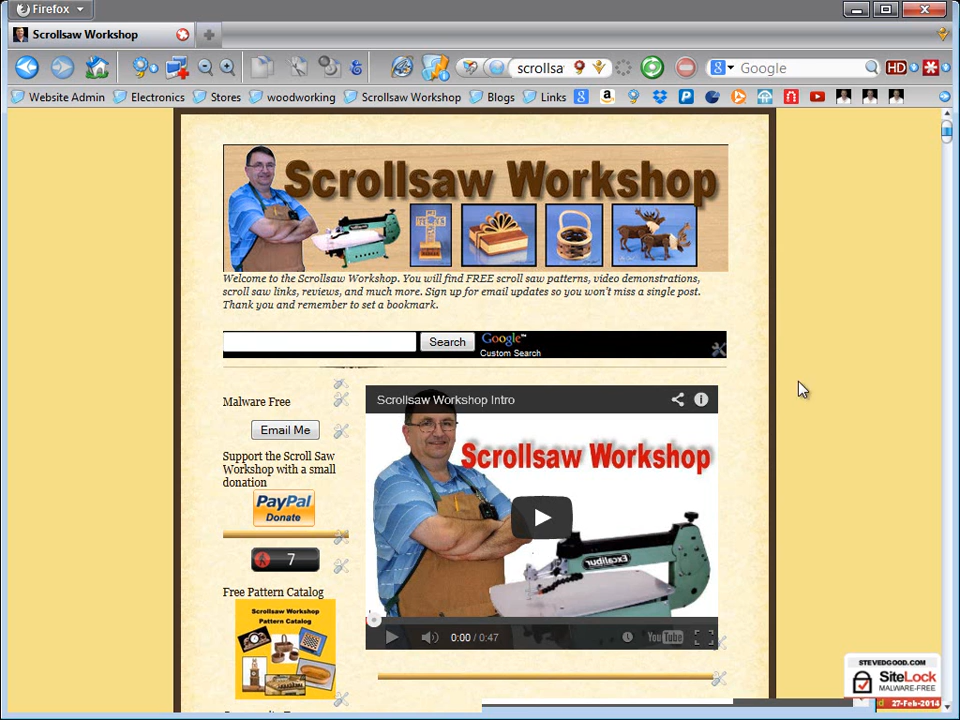 Firefox
Scrollsaw Workshop
scrollsa
Google
HD
Website Admin
Electronics
Stores
woodworking
Scrollsaw Workshop
Blogs
Links
Scrollsaw Workshop
Welcome to the Scrollsaw Workshop. You will find FREE scroll saw patterns, video demonstrations,
scroll saw links, reviews, and much more. Sign up for email updates so you won't miss a single post.
Thank you and remember to set a bookmark.
Search
Google™
Custom Search
Malware Free
Email Me
Support the Scroll Saw
Workshop with a small
donation
PayPal
Donate
7
Free Pattern Catalog
Scrollsaw Workshop
Pattern Catalog
Scrollsaw Workshop Intro
Scrollsaw Workshop
Excalibur
0:00 / 0:47
YouTube
STEVEDGOOD.COM
SiteLock
MALWARE-FREE
27-Feb-2014